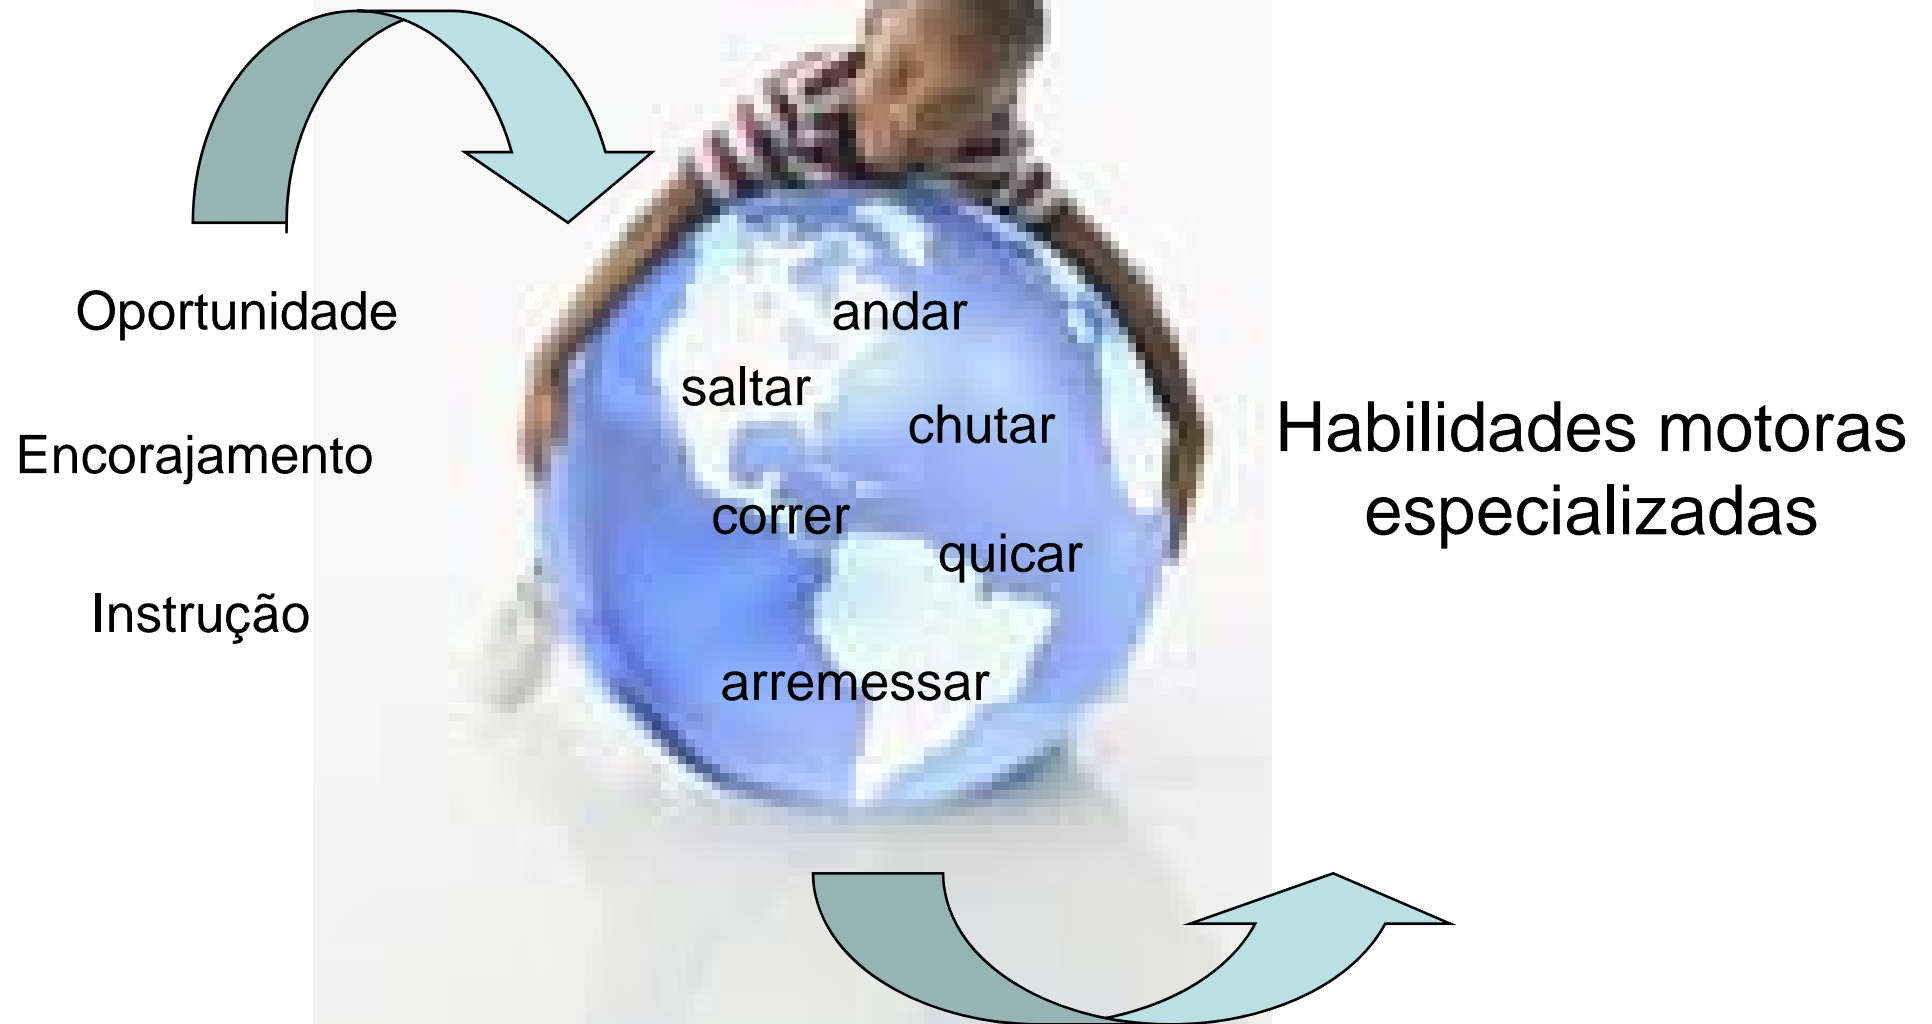 Oportunidade
Encorajamento
Instrução
andar
saltar
chutar
correr
quicar
arremessar
Habilidades motoras
especializadas